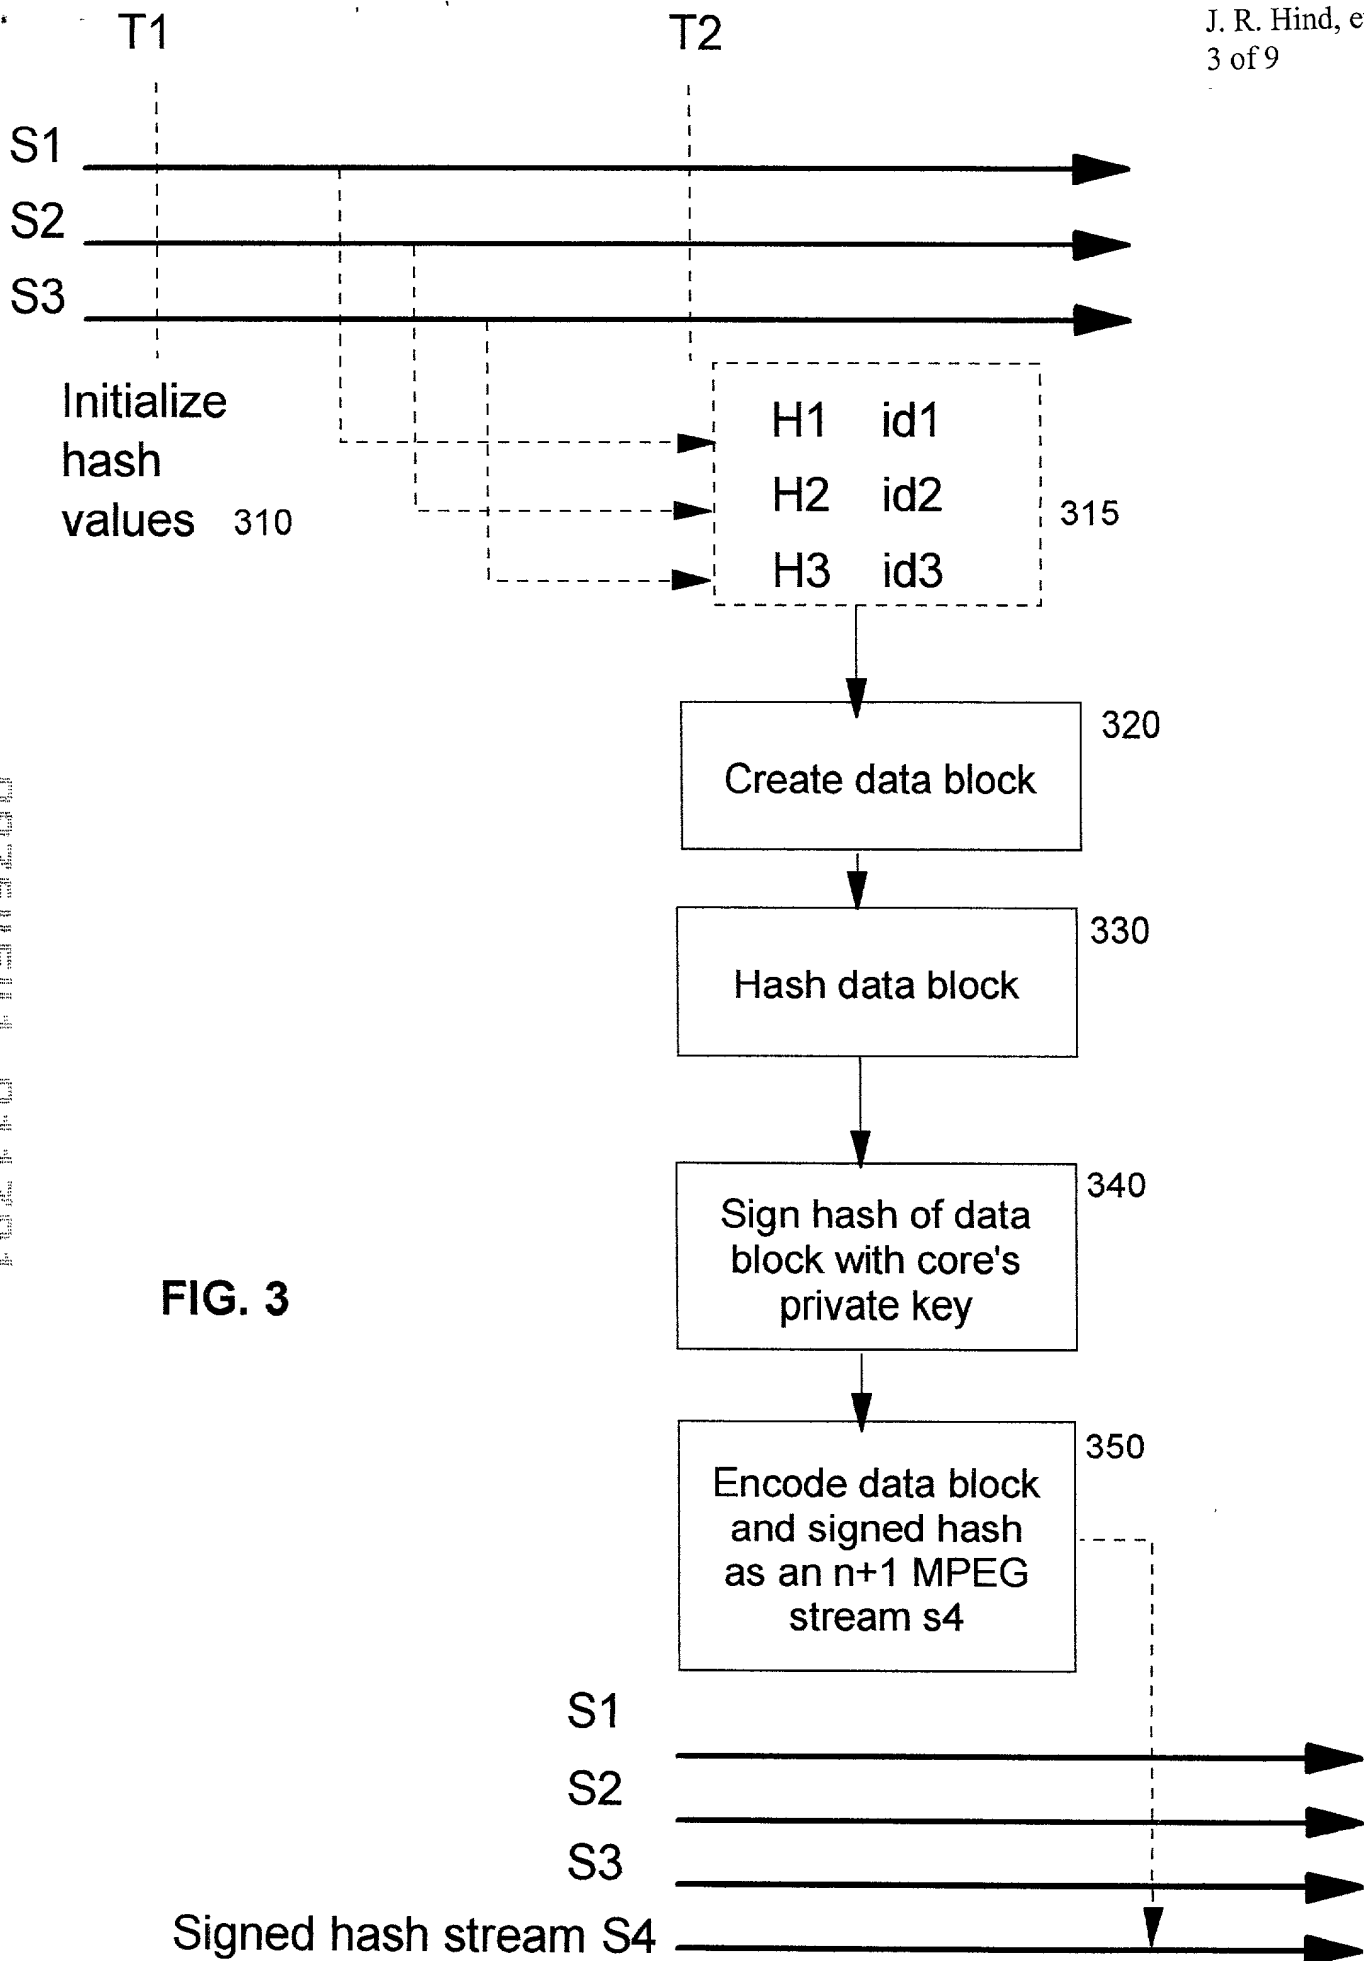 T1
T2
J. R. Hind, e
3 of 9
S1
S2
S3
Initialize
hash
values 310
H1 id1
H2 id2
H3 id3
315
320
Create data block
330
Hash data block
340
Sign hash of data
block with core's
private key
FIG. 3
350
Encode data block
and signed hash
as an n+1 MPEG
stream s4
S1
S2
S3
Signed hash stream S4